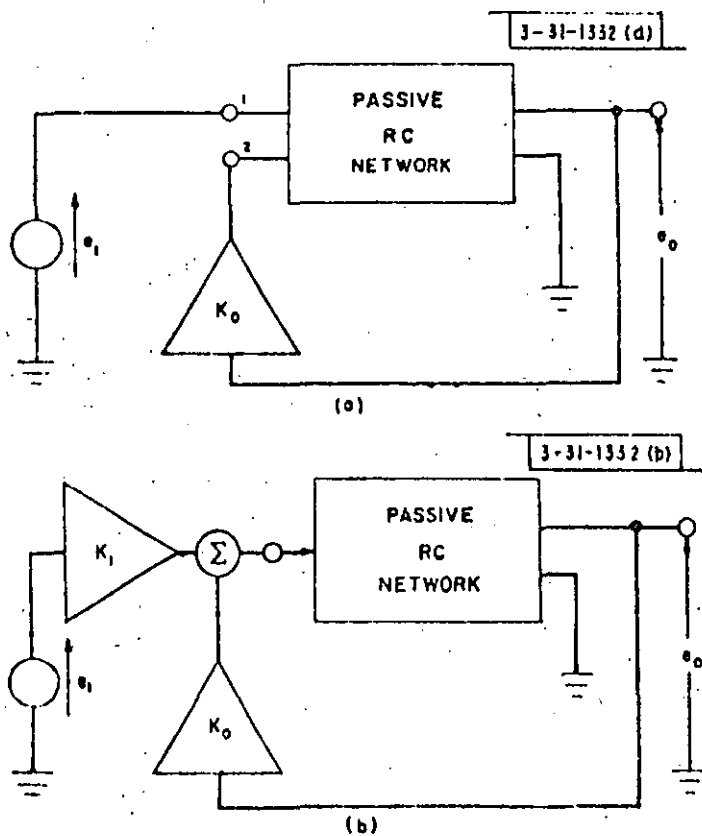 3-31-1332 (d)
1
PASSIVE
RC
NETWORK
2
e₁
K₀
e₀
(a)
3-31-1332 (b)
K₁
Σ
PASSIVE
RC
NETWORK
e₁
K₀
e₀
(b)